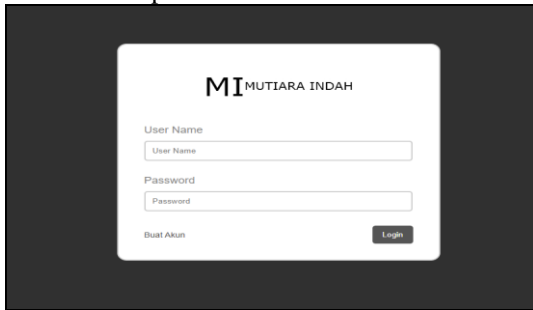 MI MUTIARA INDAH
User Name
User Name
Password
Password
Buat Akun Login